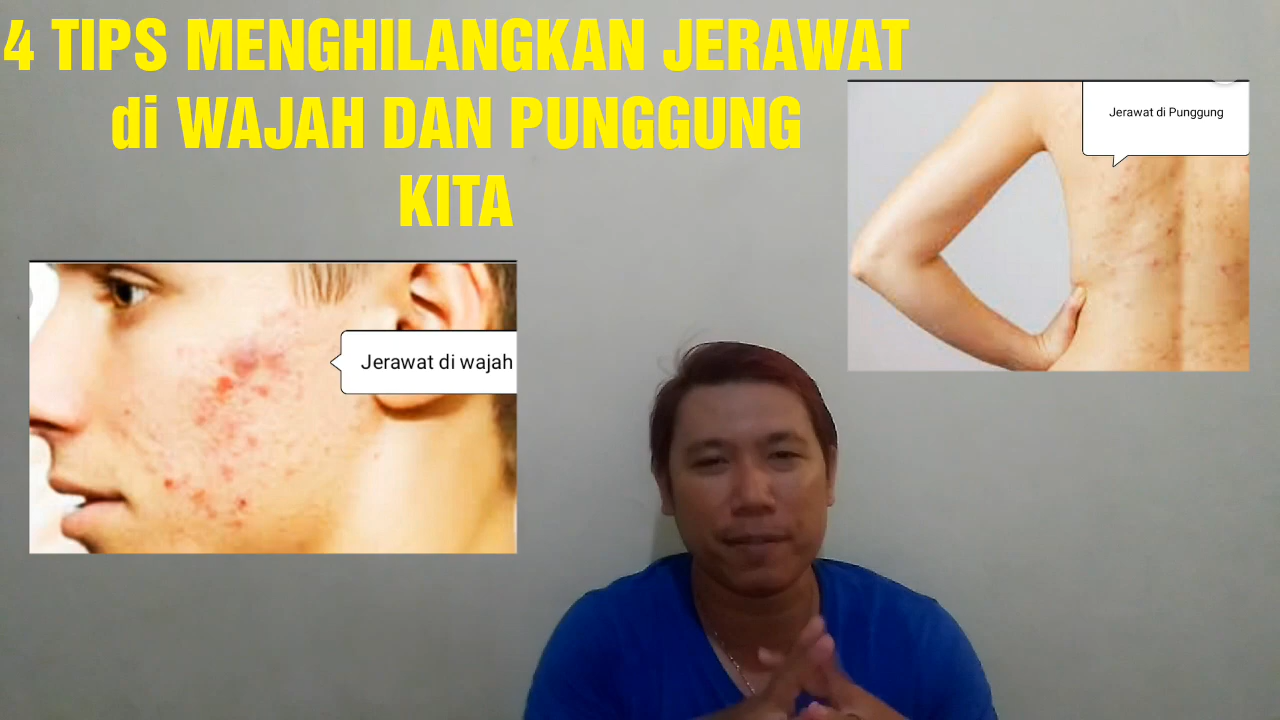 4 TIPS MENGHILANGKAN JERAWAT
di WAJAH DAN PUNGGUNG
KITA
Jerawat di Punggung
Jerawat di wajah